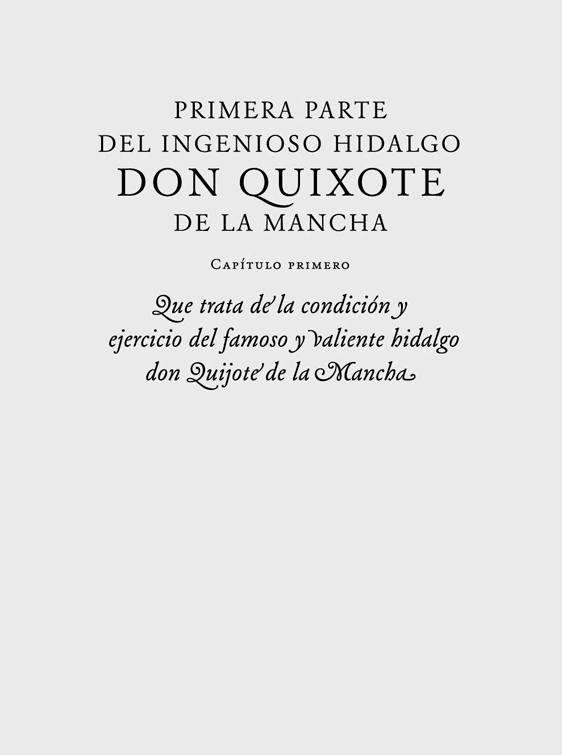 PRIMERA PARTE
DEL INGENIOSO HIDALGO
DON QUIXOTE
DE LA MANCHA
Capítulo primero
Que trata de la condición y
ejercicio del famoso y valiente hidalgo
don Quijote de la Mancha